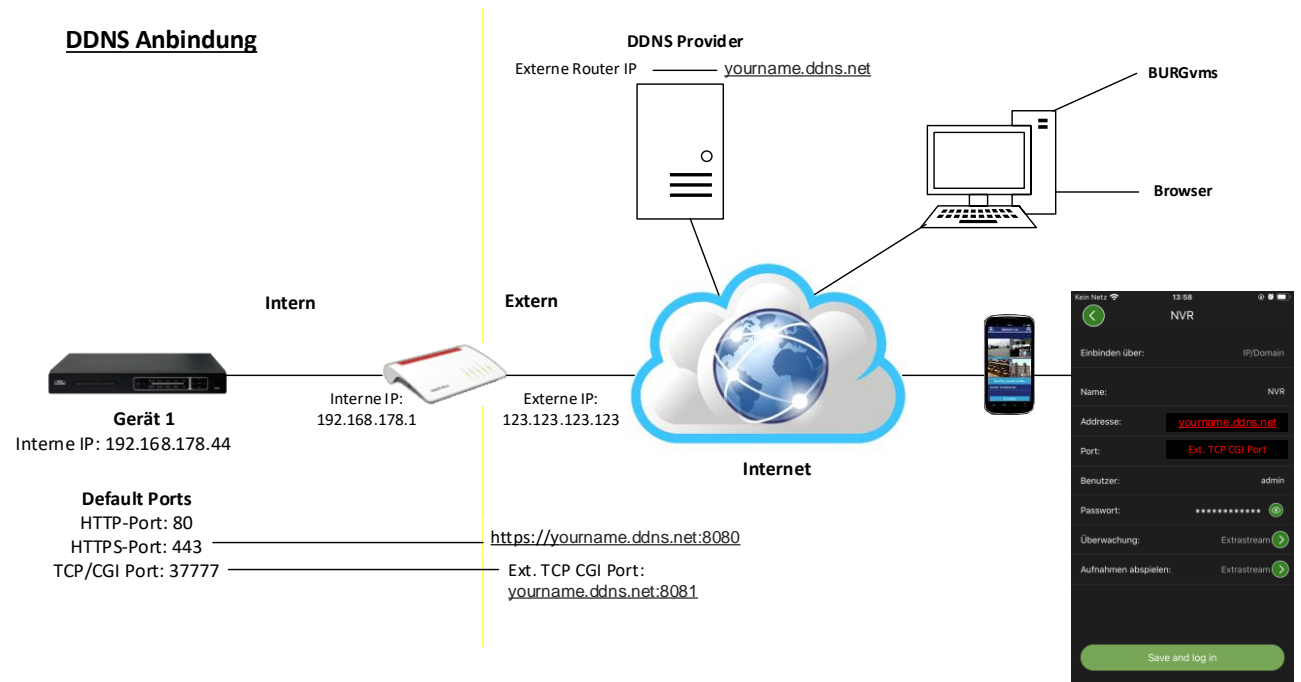 DDNS Anbindung
DDNS Provider
Externe Router IP
yourname.ddns.net
BURGvms
Browser
Intern
Extern
Gerät 1
Interne IP: 192.168.178.44
Interne IP:
192.168.178.1
Externe IP:
123.123.123.123
Internet
Default Ports
HTTP-Port: 80
HTTPS-Port: 443
TCP/CGI Port: 37777
https://yourname.ddns.net:8080
Ext. TCP CGI Port:
yourname.ddns.net:8081
Kein Netz
13:58
NVR
Einbinden über:
IP/Domain
Name:
NVR
Addresse:
yourname.ddns.net
Port:
Ext. TCP CGI Port
Benutzer:
admin
Passwort:
************
Überwachung:
Extrastream
Aufnahmen abspielen:
Extrastream
Save and log in